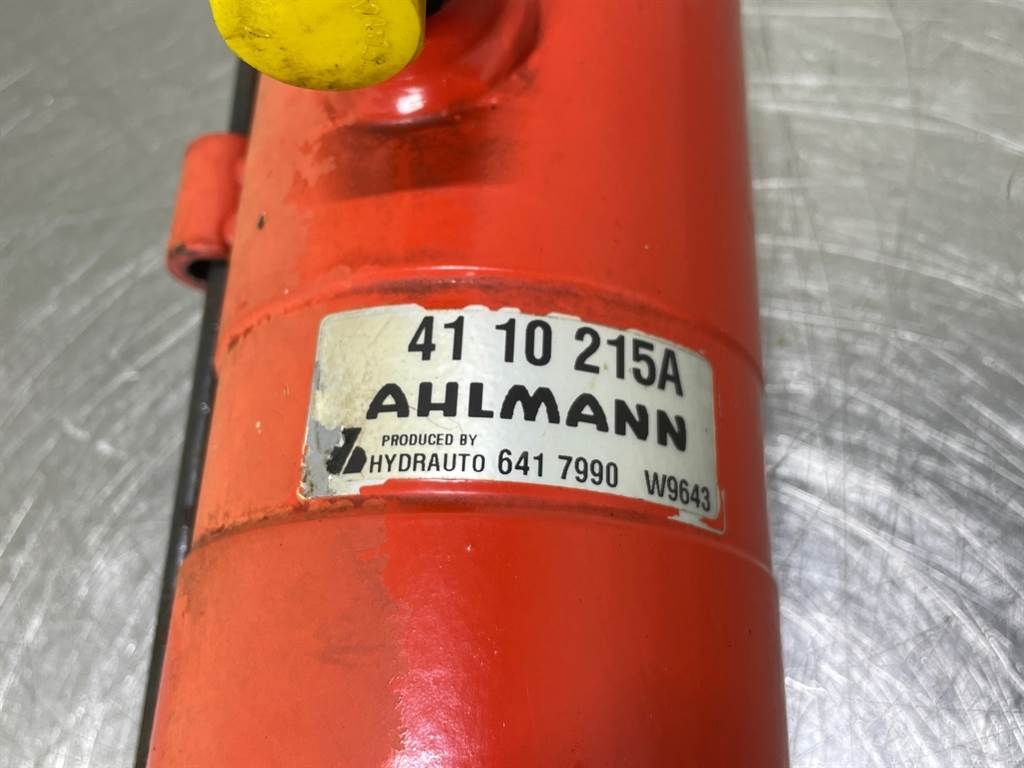 41 10 215A
AHLMANN
PRODUCED BY
HYDRAUTO 641 7990 W9643